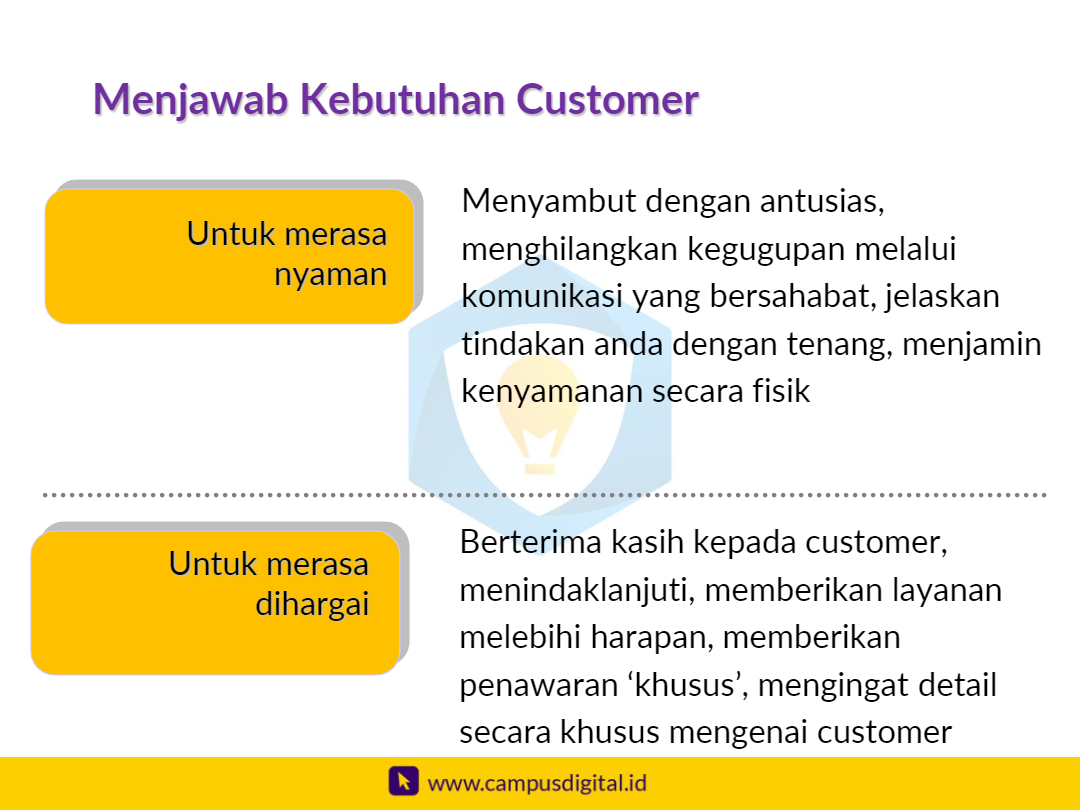 Menjawab Kebutuhan Customer
Untuk merasa
nyaman
Menyambut dengan antusias,
menghilangkan kegugupan melalui
komunikasi yang bersahabat, jelaskan
tindakan anda dengan tenang, menjamin
kenyamanan secara fisik
Untuk merasa
dihargai
Berterima kasih kepada customer,
menindaklanjuti, memberikan layanan
melebihi harapan, memberikan
penawaran ‘khusus’, mengingat detail
secara khusus mengenai customer
www.campusdigital.id